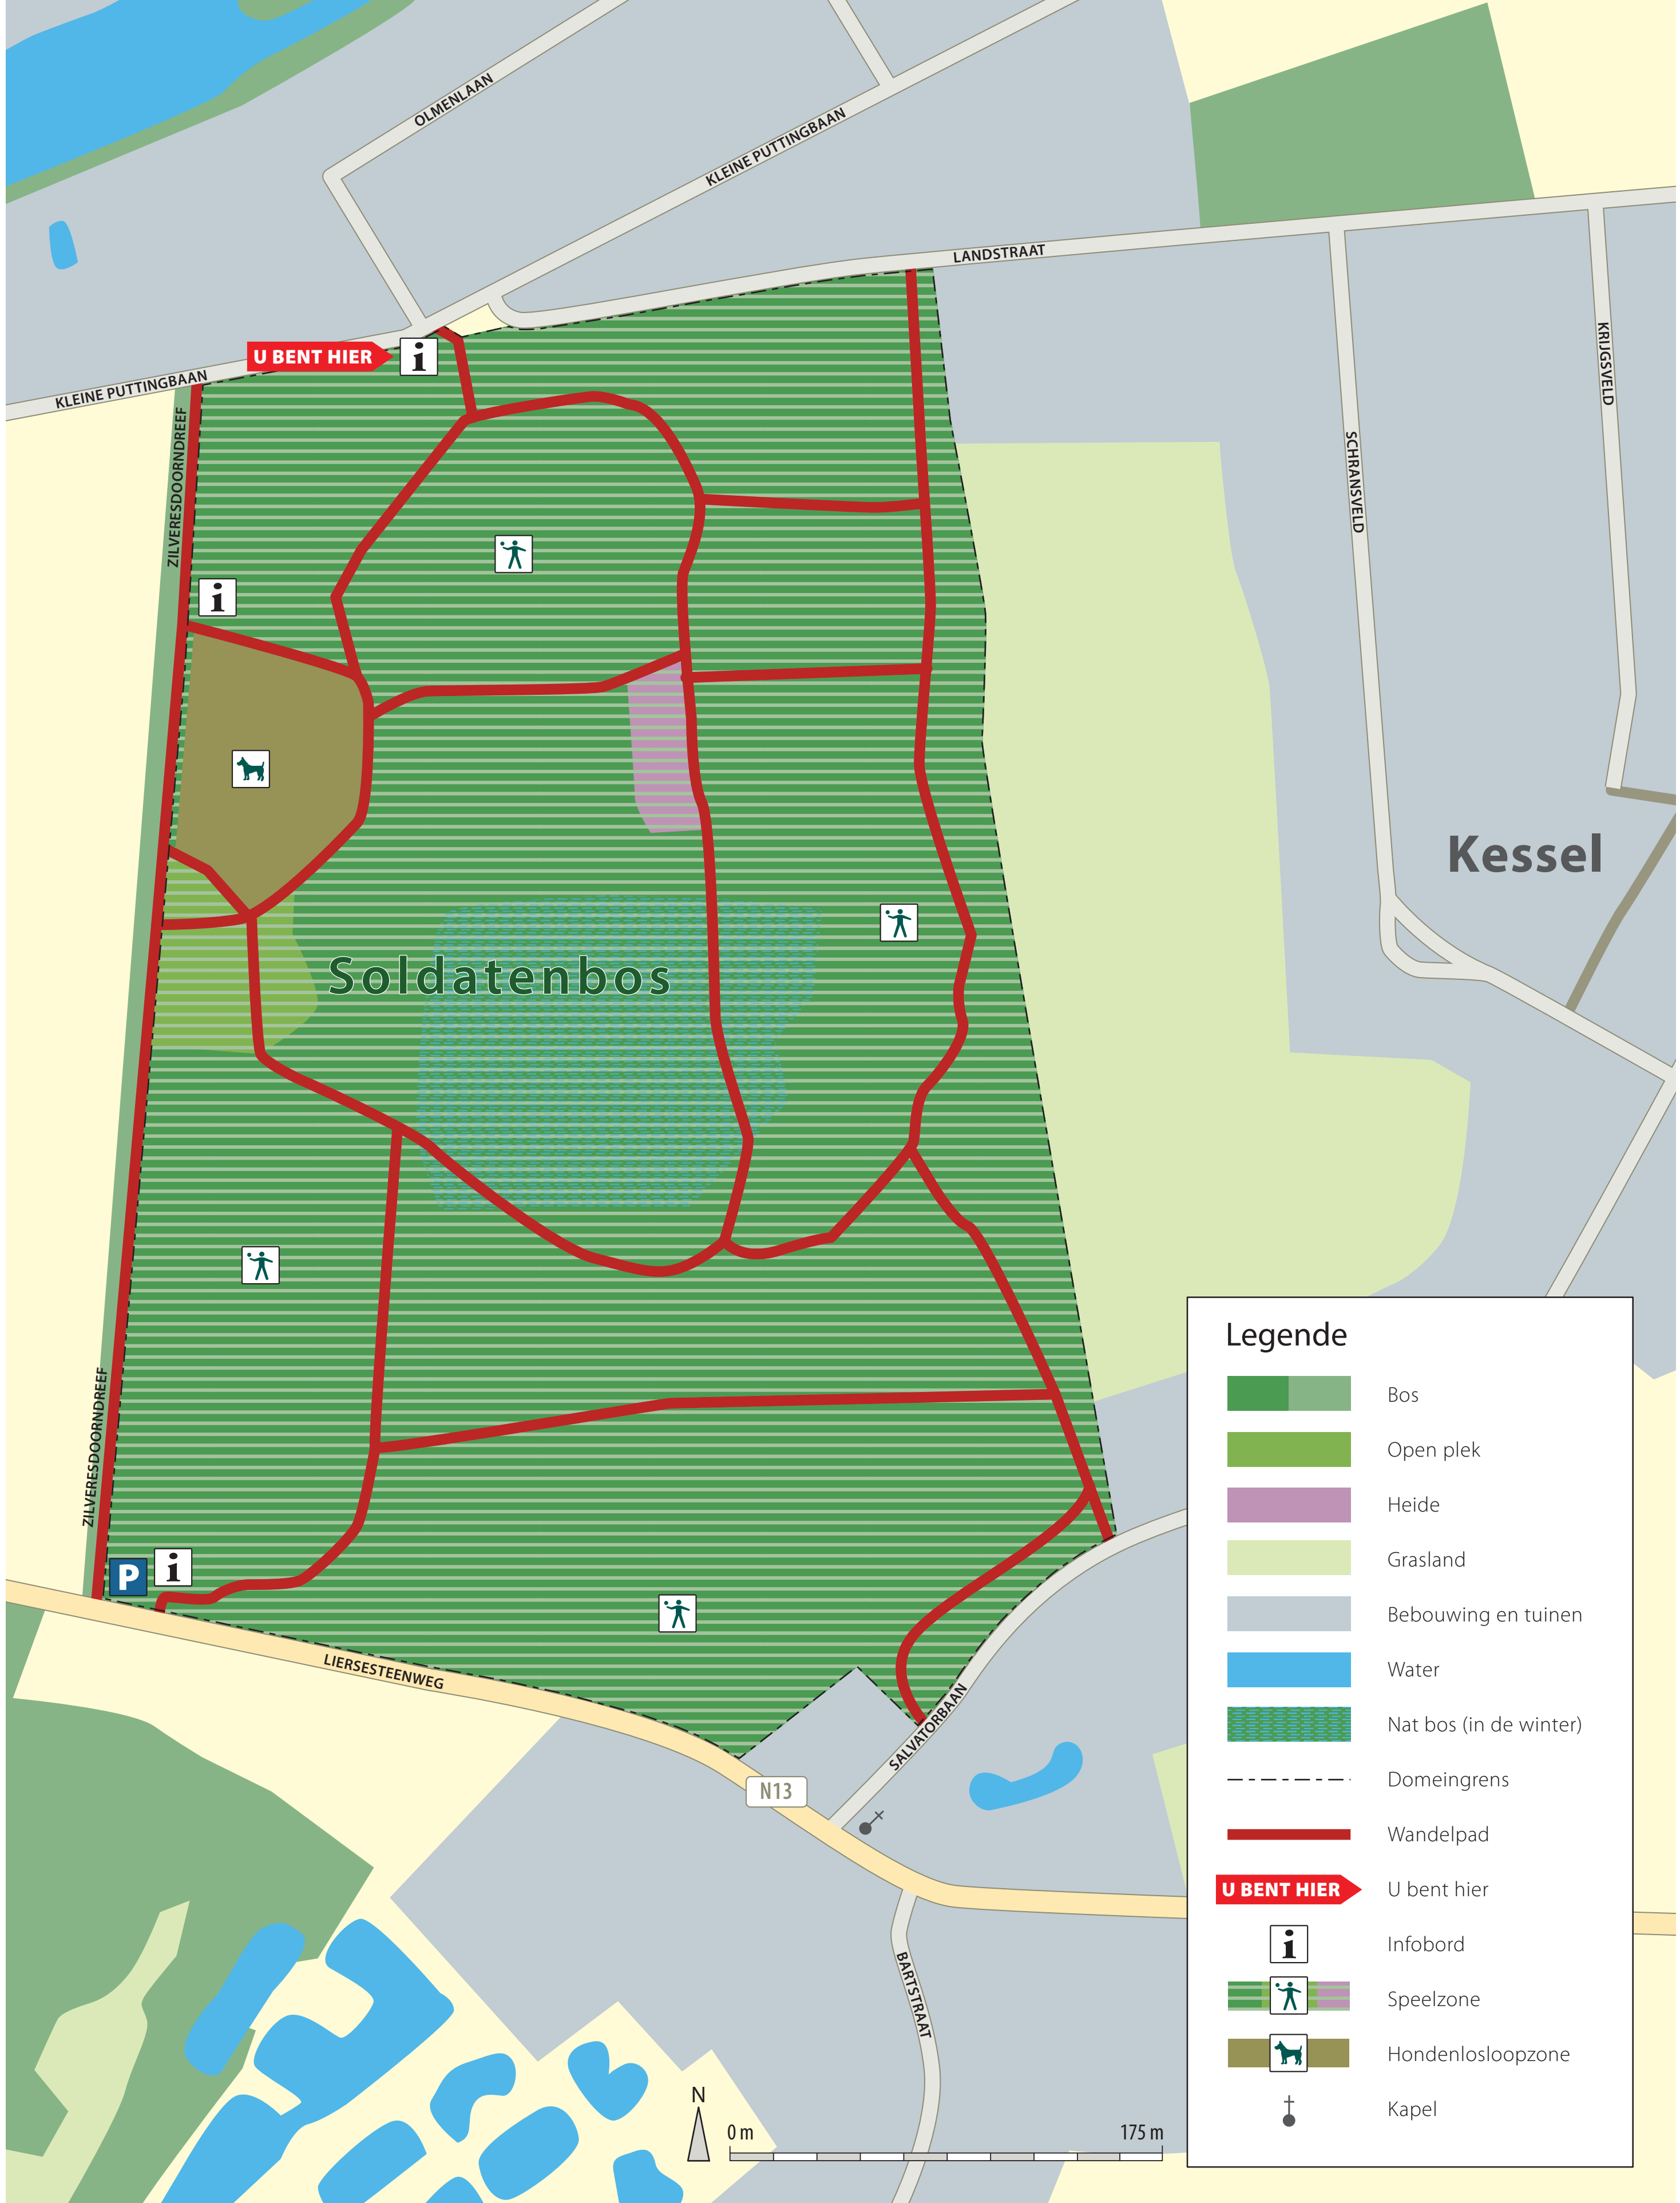 OLMENLAAN
KLEINE PUTTINGBAAN
LANDSTRAAT
KRIJGSVELD
U BENT HIER
i
KLEINE PUTTINGBAAN
ZILVERESDOORNDREEF
SCHRANSVELD
i
Kessel
Soldatenbos
ZILVERESDOORNDREEF
P
i
LIERSESTEENWEG
SALVATORBAAN
N13
BARTSTRAAT
N
0 m
175 m
Legende
Bos
Open plek
Heide
Grasland
Bebouwing en tuinen
Water
Nat bos (in de winter)
Domeingrens
Wandelpad
U BENT HIER U bent hier
i Infobord
Speelzone
Hondenlosloopzone
Kapel